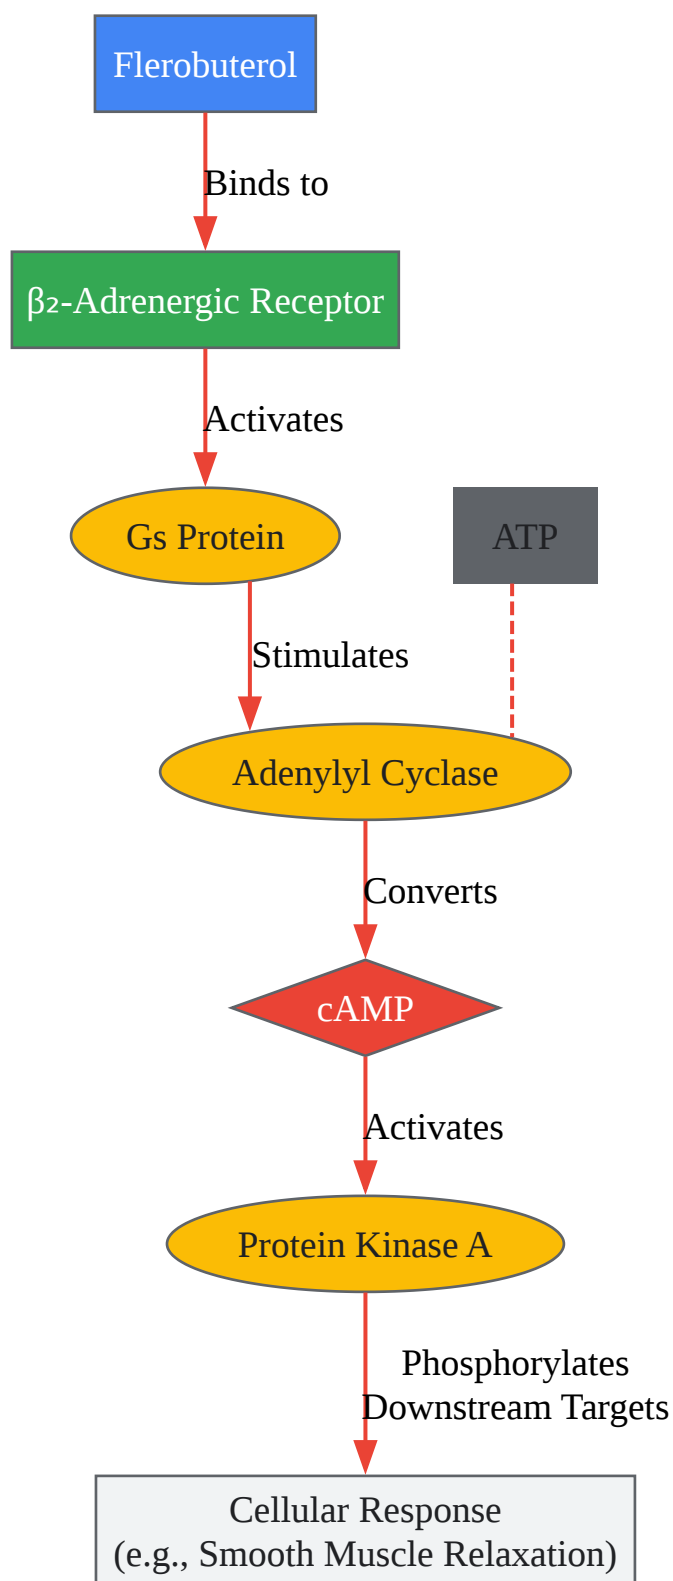 Flerobuterol
Binds to
β₂-Adrenergic Receptor
Activates
Gs Protein
ATP
Stimulates
Adenylyl Cyclase
Converts
cAMP
Activates
Protein Kinase A
Phosphorylates
Downstream Targets
Cellular Response
(e.g., Smooth Muscle Relaxation)